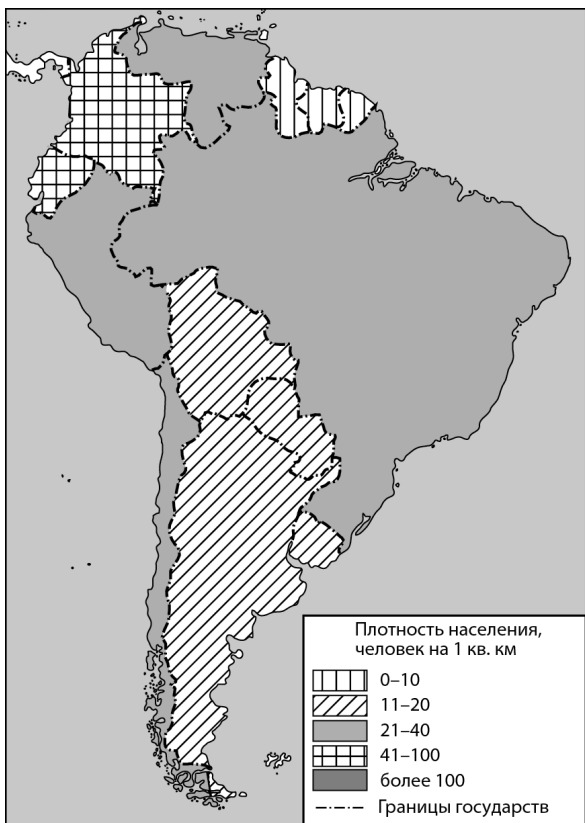 Плотность населения,
человек на 1 кв. км
0–10
11–20
21–40
41–100
более 100
Границы государств